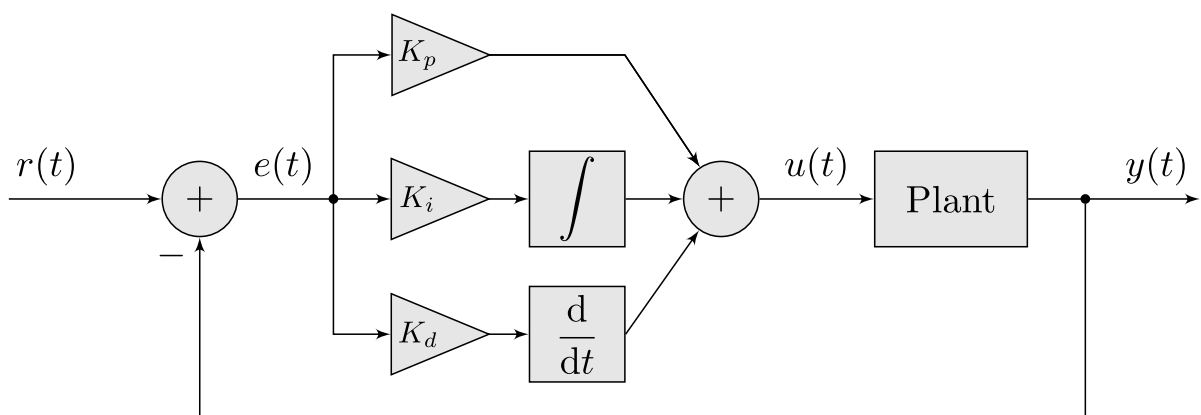 K_p
r(t) + e(t) K_i ∫ + u(t) Plant y(t)
−
K_d d/dt